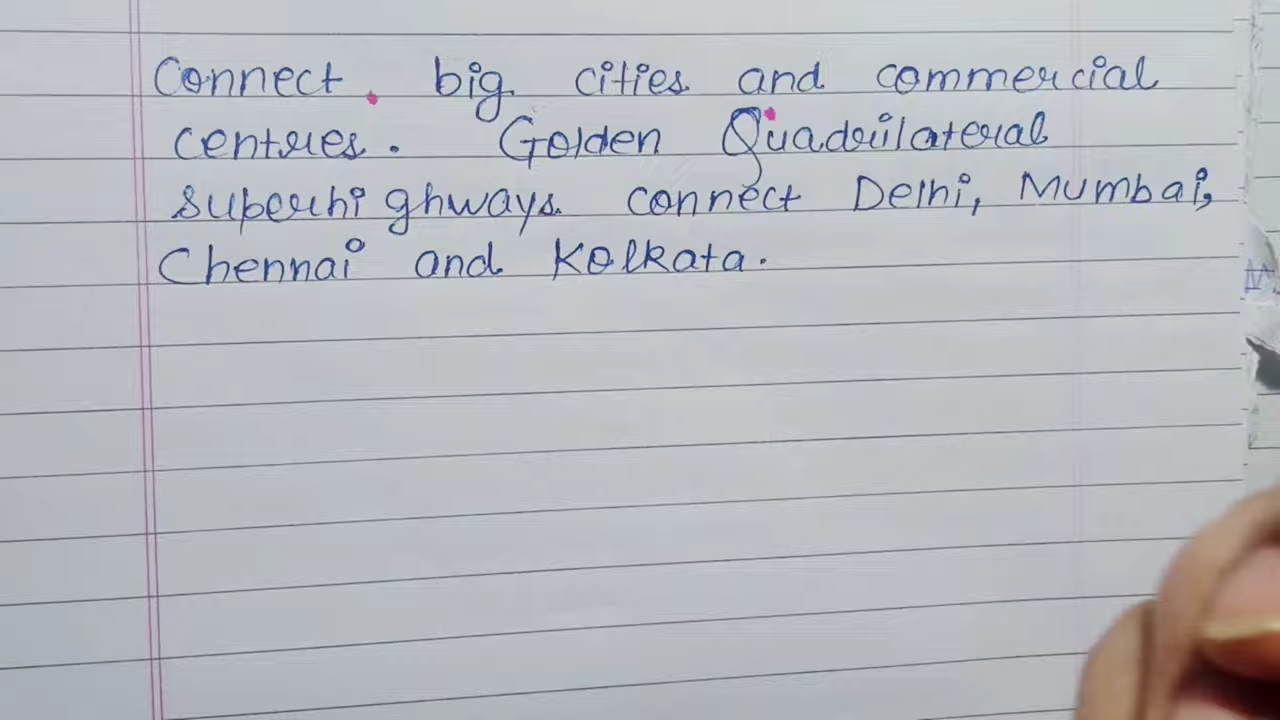 Connect big cities and commercial
centres. Golden Quadrilateral
superhighways connect Delhi, Mumbai,
Chennai and Kolkata.